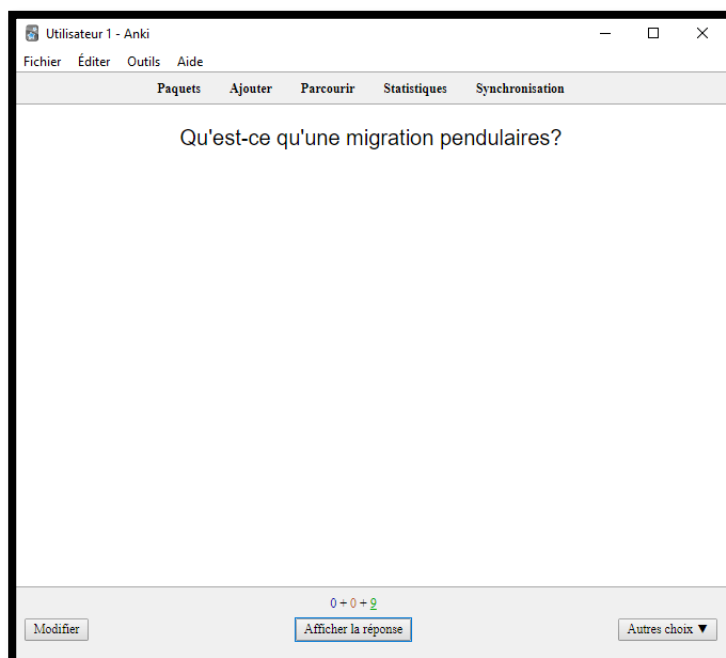 Utilisateur 1 - Anki
Fichier Éditer Outils Aide
Paquets Ajouter Parcourir Statistiques Synchronisation
Qu'est-ce qu'une migration pendulaires?
0 + 0 + 9
Modifier Afficher la réponse Autres choix ▼